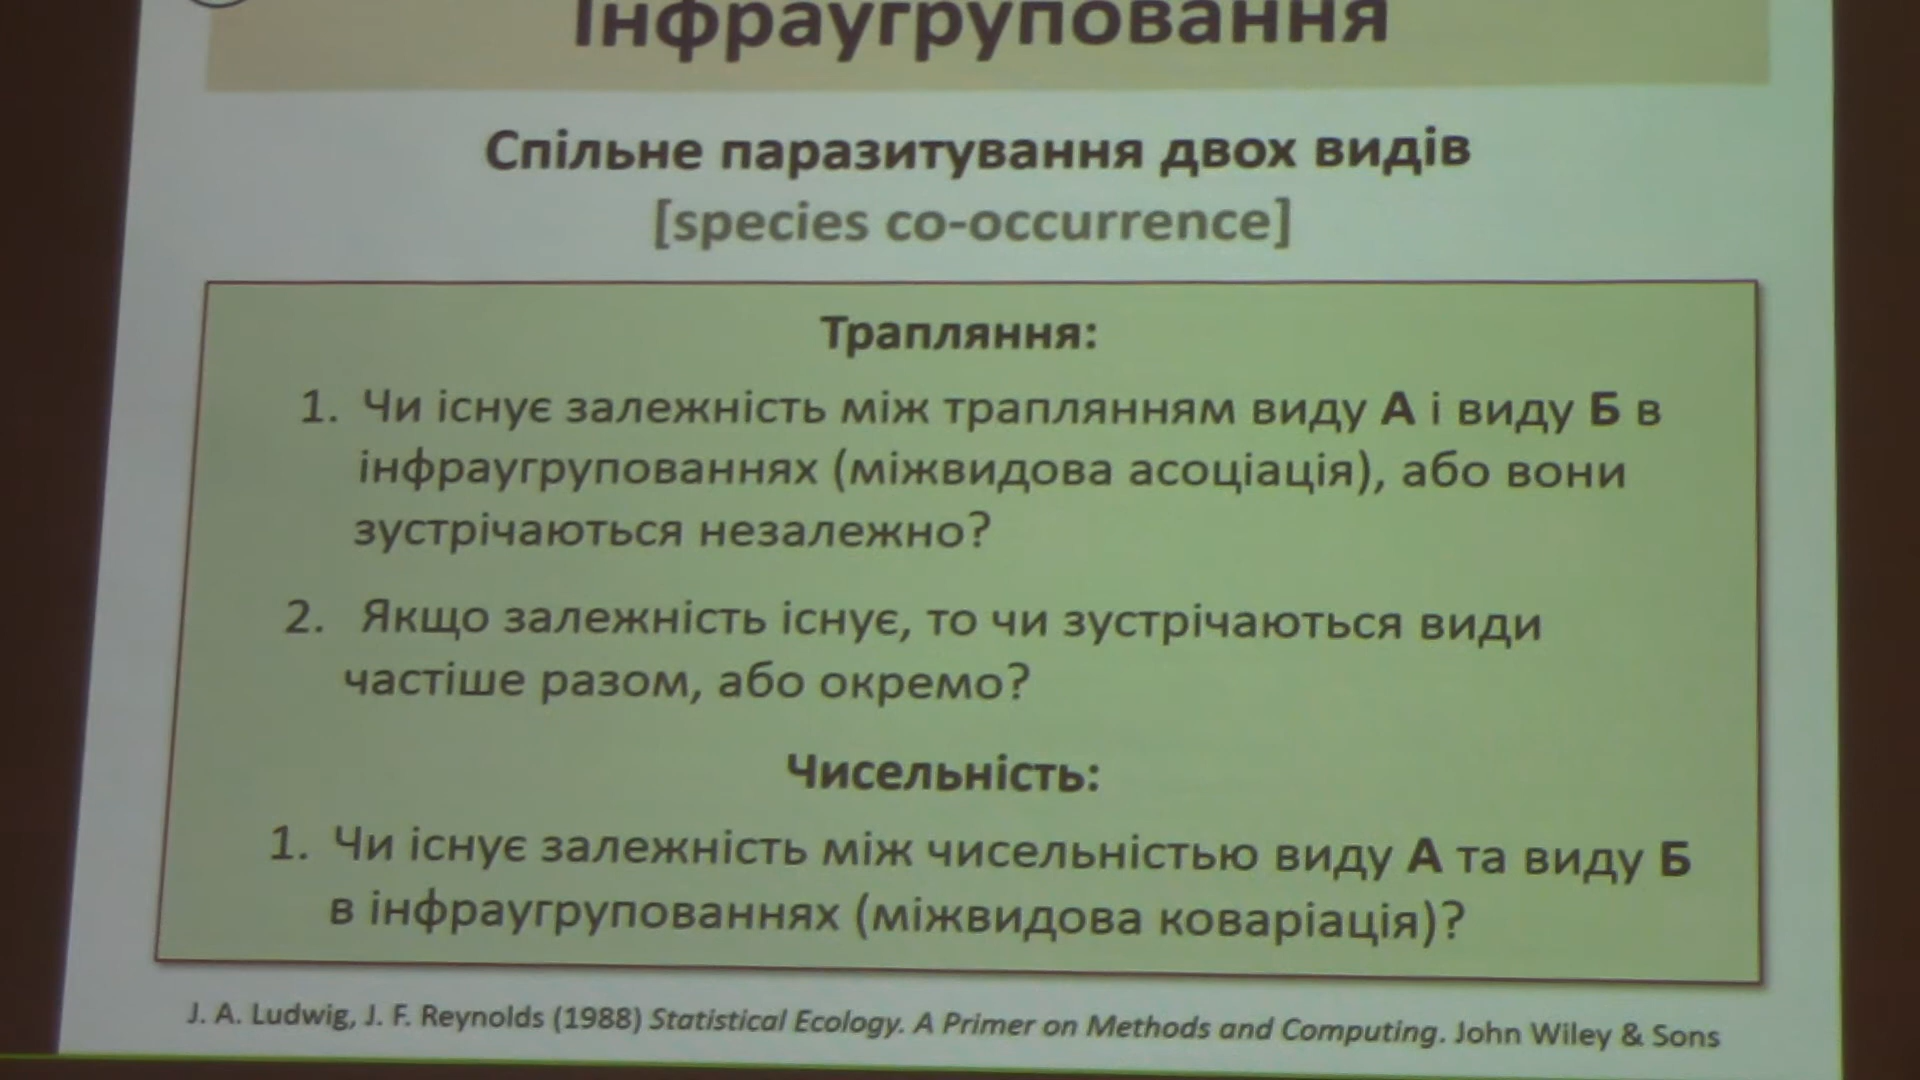 Інфраугруповання
Спільне паразитування двох видів
[species co-occurrence]
Трапляння:
1. Чи існує залежність між траплянням виду А і виду Б в
інфраугрупованнях (міжвидова асоціація), або вони
зустрічаються незалежно?
2. Якщо залежність існує, то чи зустрічаються види
частіше разом, або окремо?
Чисельність:
1. Чи існує залежність між чисельністю виду А та виду Б
в інфраугрупованнях (міжвидова коваріація)?
J. A. Ludwig, J. F. Reynolds (1988) Statistical Ecology. A Primer on Methods and Computing. John Wiley & Sons